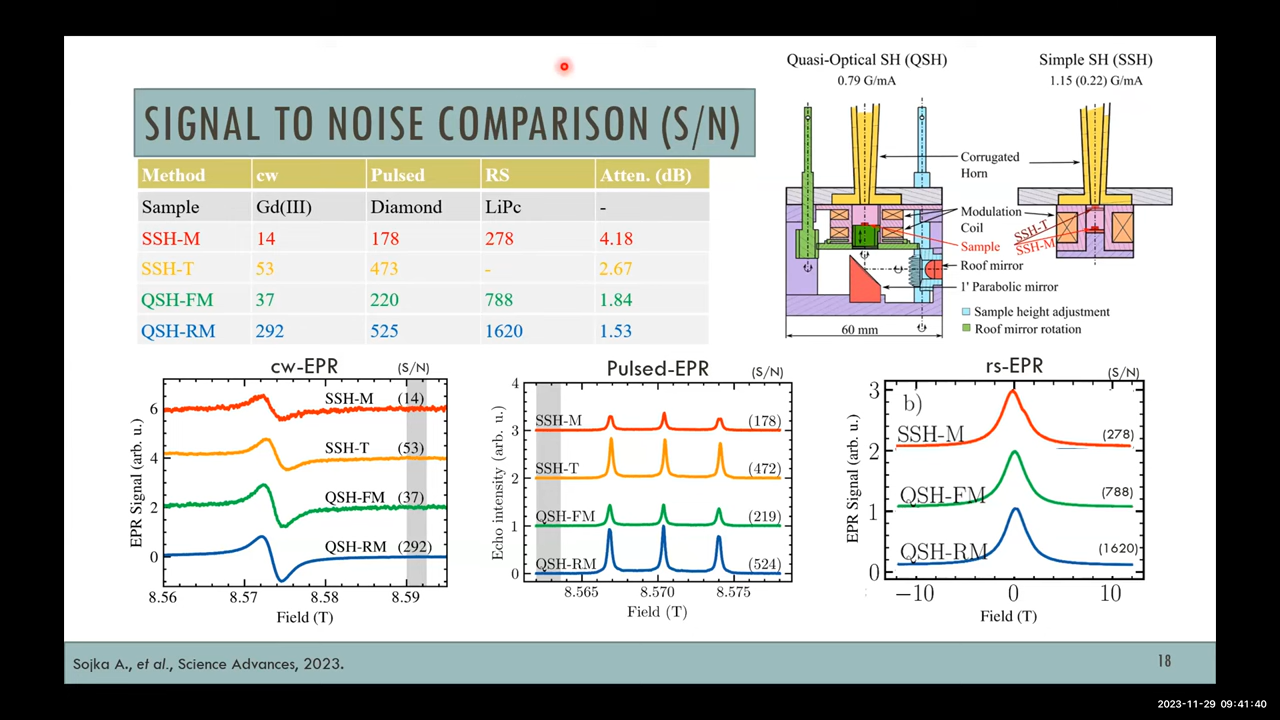 Quasi-Optical SH (QSH)
0.79 G/mA
Simple SH (SSH)
1.15 (0.22) G/mA
SIGNAL TO NOISE COMPARISON (S/N)
Method cw Pulsed RS Atten. (dB)
Sample Gd(III) Diamond LiPc -
SSH-M 14 178 278 4.18
SSH-T 53 473 - 2.67
QSH-FM 37 220 788 1.84
QSH-RM 292 525 1620 1.53
Corrugated
Horn
Modulation
Coil
Sample
SSH-T
SSH-M
Roof mirror
1' Parabolic mirror
Sample height adjustment
Roof mirror rotation
60 mm
cw-EPR (S/N)
EPR Signal (arb. u.)
6
4
2
0
SSH-M (14)
SSH-T (53)
QSH-FM (37)
QSH-RM (292)
8.56 8.57 8.58 8.59
Field (T)
Pulsed-EPR (S/N)
Echo intensity (arb. u.)
4
3
2
1
0
SSH-M (178)
SSH-T (472)
QSH-FM (219)
QSH-RM (524)
8.565 8.570 8.575
Field (T)
rs-EPR (S/N)
EPR Signal (arb. u.)
3
2
1
0
b)
SSH-M (278)
QSH-FM (788)
QSH-RM (1620)
−10 0 10
Field (T)
Sojka A., et al., Science Advances, 2023.
18
2023-11-29 09:41:40